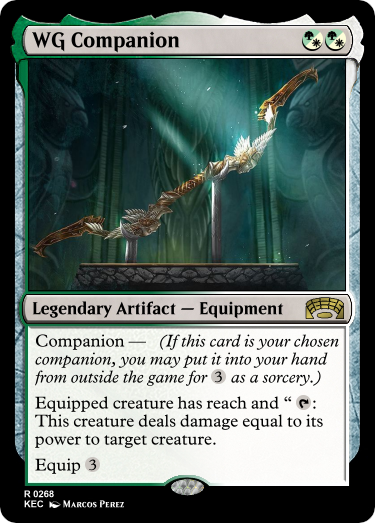 WG Companion
Legendary Artifact — Equipment
Companion — (If this card is your chosen
companion, you may put it into your hand
from outside the game for 3 as a sorcery.)
Equipped creature has reach and “ :
This creature deals damage equal to its
power to target creature.
Equip 3
R 0268
KEC Marcos Perez